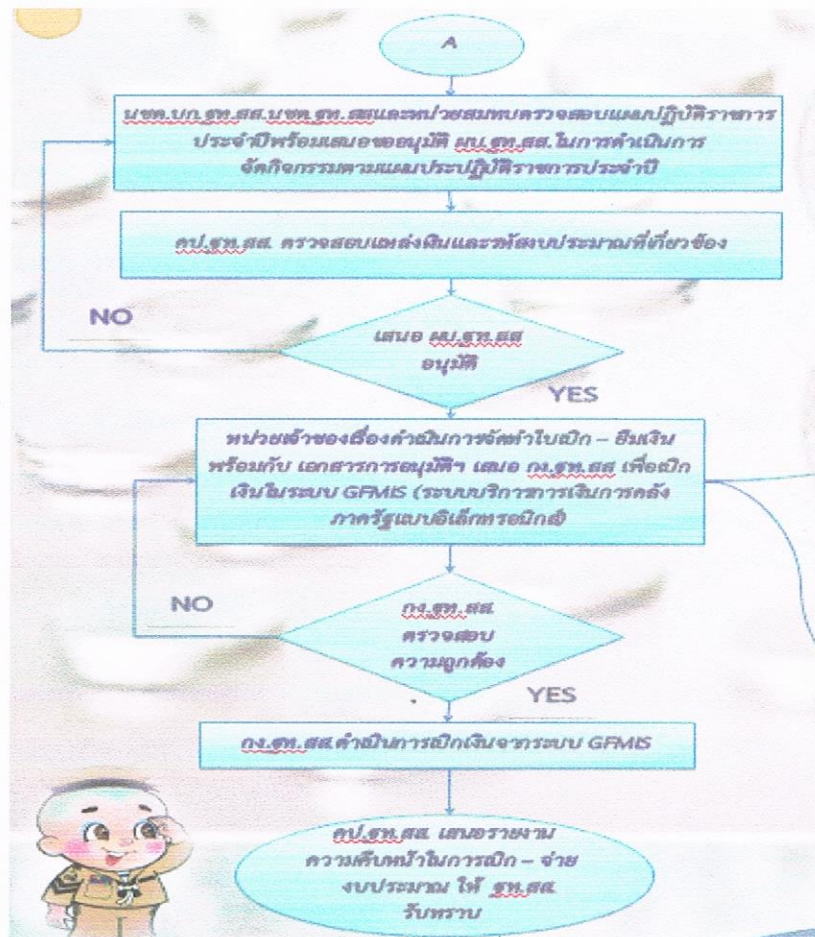 A
นขต.บก.ฐท.สส.นขต.ฐท.สสและหน่วยสมทบตรวจสอบแผนปฏิบัติราชการ
ประจำปีพร้อมเสนอขออนุมัติ ผบ.ฐท.สส.ในการดำเนินการ
จัดกิจกรรมตามแผนประปฏิบัติราชการประจำปี
คป.ฐท.สส. ตรวจสอบแหล่งเงินและรหัสงบประมาณที่เกี่ยวข้อง
NO
เสนอ ผบ.ฐท.สส
อนุมัติ
YES
หน่วยเจ้าของเรื่องดำเนินการจัดทำใบเบิก – ยืมเงิน
พร้อมกับ เอกสารการอนุมัติฯ เสนอ กง.ฐท.สส เพื่อเบิก
เงินในระบบ GFMIS (ระบบบริการการเงินการคลัง
ภาครัฐแบบอิเล็กทรอนิกส์)
NO
กง.ฐท.สส.
ตรวจสอบ
ความถูกต้อง
YES
กง.ฐท.สส.ดำเนินการเบิกเงินจากระบบ GFMIS
คป.ฐท.สส. เสนอรายงาน
ความคืบหน้าในการเบิก – จ่าย
งบประมาณ ให้ ฐท.สส.
รับทราบ